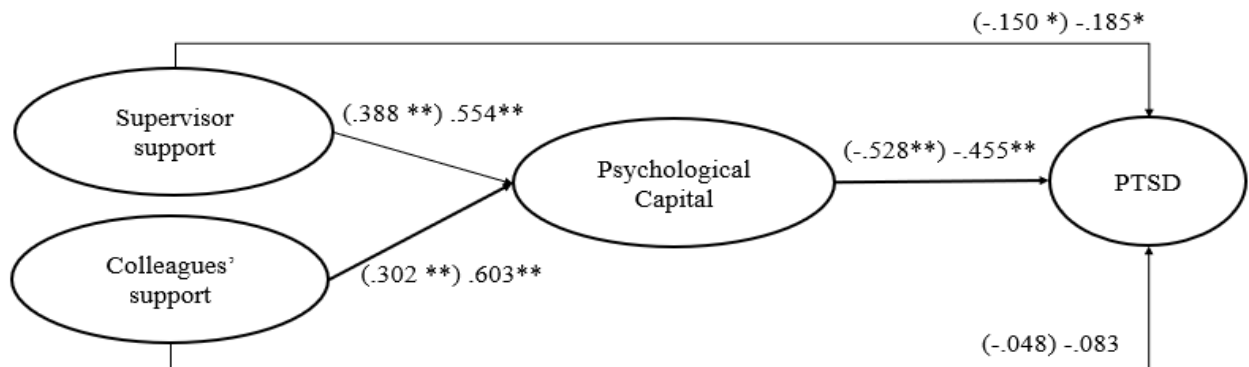 (-.150 *) -.185*
Supervisor
support
(.388 **) .554**
Psychological
Capital
(-.528**) -.455**
PTSD
Colleagues’
support
(.302 **) .603**
(-.048) -.083